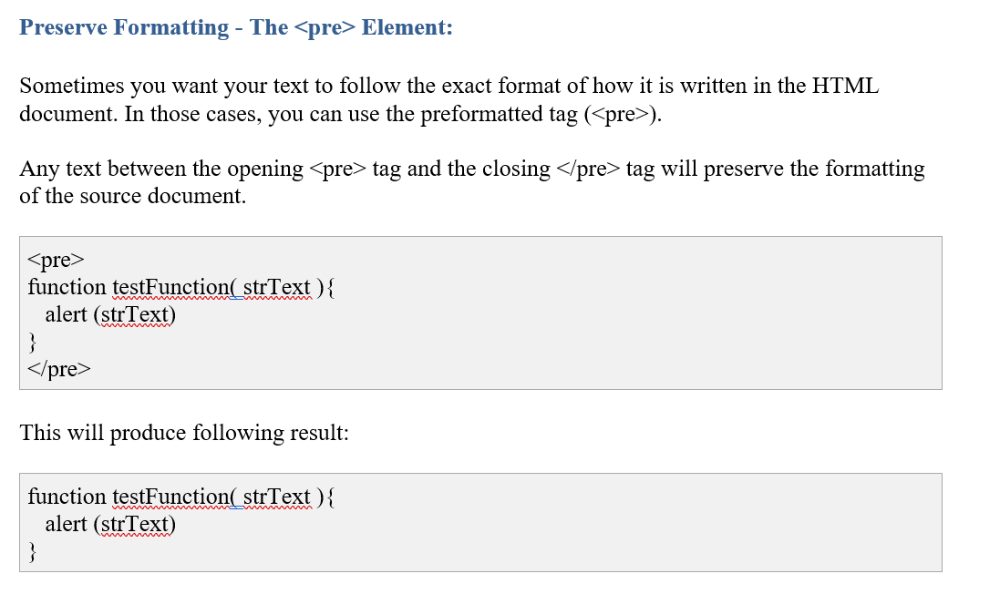 Preserve Formatting - The <pre> Element:
Sometimes you want your text to follow the exact format of how it is written in the HTML
document. In those cases, you can use the preformatted tag (<pre>).
Any text between the opening <pre> tag and the closing </pre> tag will preserve the formatting
of the source document.
<pre>
function testFunction( strText ){
   alert (strText)
}
</pre>
This will produce following result:
function testFunction( strText ){
   alert (strText)
}